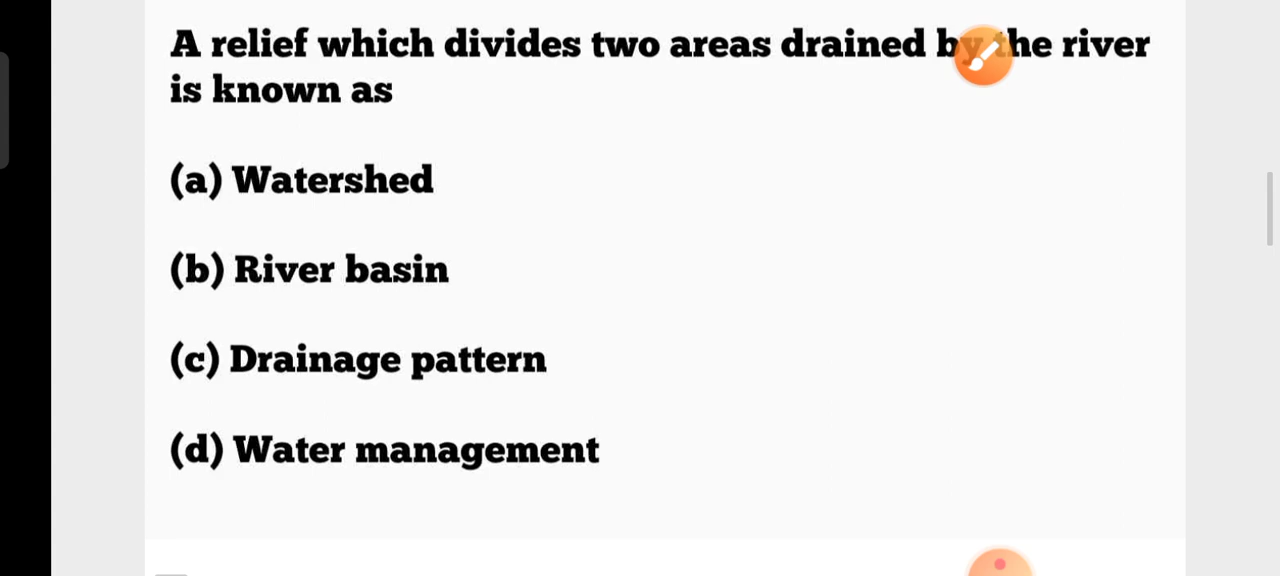 A relief which divides two areas drained by the river
is known as
(a) Watershed
(b) River basin
(c) Drainage pattern
(d) Water management